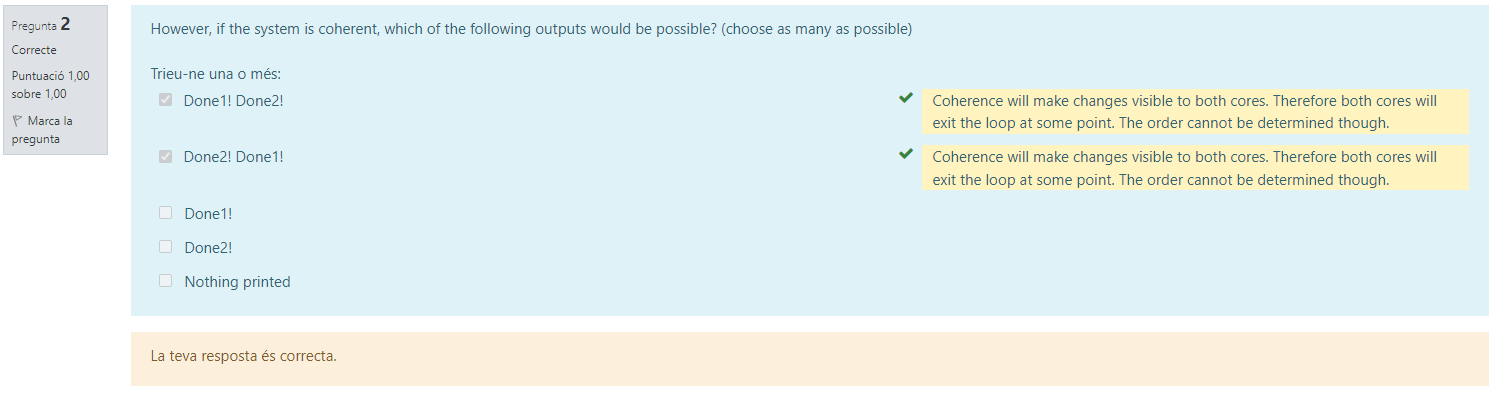 Pregunta 2
Correcte
Puntuació 1,00
sobre 1,00
Marca la
pregunta
However, if the system is coherent, which of the following outputs would be possible? (choose as many as possible)
Trieu-ne una o més:
Done1! Done2!
Coherence will make changes visible to both cores. Therefore both cores will
exit the loop at some point. The order cannot be determined though.
Done2! Done1!
Coherence will make changes visible to both cores. Therefore both cores will
exit the loop at some point. The order cannot be determined though.
Done1!
Done2!
Nothing printed
La teva resposta és correcta.